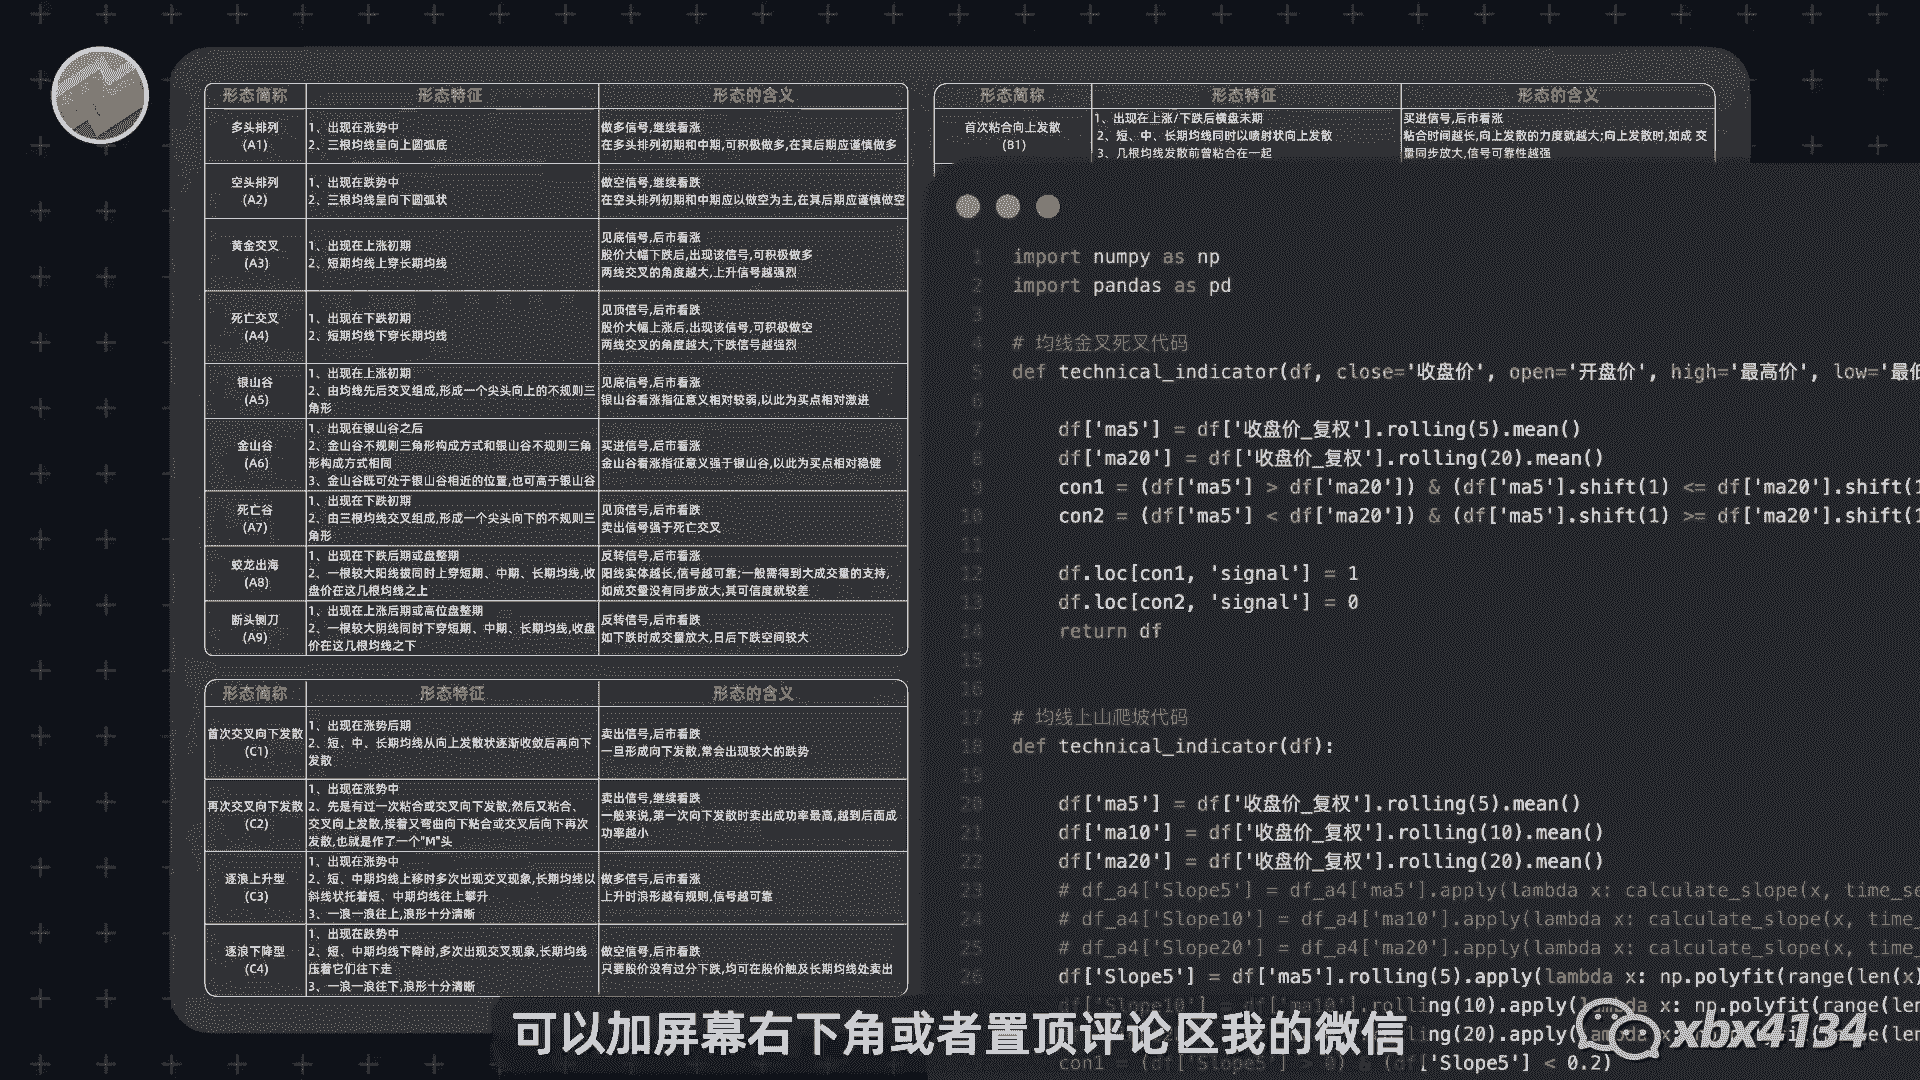 形态简称 形态特征 形态的含义
多头排列
(A1)
1、出现在涨势中
2、三根均线呈向上圆弧底
做多信号,继续看涨
在多头排列初期和中期,可积极做多,在其后期应谨慎做多
空头排列
(A2)
1、出现在跌势中
2、三根均线呈向下圆弧状
做空信号,继续看跌
在空头排列初期和中期应以做空为主,在其后期应谨慎做空
黄金交叉
(A3)
1、出现在上涨初期
2、短期均线上穿长期均线
见底信号,后市看涨
股价大幅下跌后,出现该信号,可积极做多
两线交叉的角度越大,上升信号越强烈
死亡交叉
(A4)
1、出现在下跌初期
2、短期均线下穿长期均线
见顶信号,后市看跌
股价大幅上涨后,出现该信号,可积极做空
两线交叉的角度越大,下跌信号越强烈
银山谷
(A5)
1、出现在上涨初期
2、由均线先后交叉组成,形成一个尖头向上的不规则三
角形
见底信号,后市看涨
银山谷看涨指征意义相对较弱,以此为买点相对激进
金山谷
(A6)
1、出现在银山谷之后
2、金山谷不规则三角形构成方式和银山谷不规则三角
形构成方式相同
3、金山谷既可处于银山谷相近的位置,也可高于银山谷
买进信号,后市看涨
金山谷看涨指征意义强于银山谷,以此为买点相对稳健
死亡谷
(A7)
1、出现在下跌初期
2、由三根均线交叉组成,形成一个尖头向下的不规则三
角形
见顶信号,后市看跌
卖出信号强于死亡交叉
蛟龙出海
(A8)
1、出现在下跌后期或盘整期
2、一根较大阳线拔同时上穿短期、中期、长期均线,收
盘价在这几根均线之上
反转信号,后市看涨
阳线实体越长,信号越可靠;一般需得到大成交量的支持,
如成交量没有同步放大,其可信度就较差
断头铡刀
(A9)
1、出现在上涨后期或高位盘整期
2、一根较大阴线同时下穿短期、中期、长期均线,收盘
价在这几根均线之下
反转信号,后市看跌
如下跌时成交量放大,日后下跌空间较大
形态简称 形态特征 形态的含义
首次交叉向下发散
(C1)
1、出现在涨势后期
2、短、中、长期均线从向上发散状逐渐收敛后再向下
发散
卖出信号,后市看跌
一旦形成向下发散,常会出现较大的跌势
再次交叉向下发散
(C2)
1、出现在涨势中
2、先是有过一次粘合或交叉向下发散,然后又粘合、
交叉向上发散,接着又弯曲向下粘合或交叉后向下再次
发散,也就是作了一个"M"头
卖出信号,继续看跌
一般来说,第一次向下发散时卖出成功率最高,越到后面成
功率越小
逐浪上升型
(C3)
1、出现在涨势中
2、短、中期均线上移时多次出现交叉现象,长期均线以
斜线状托着短、中期均线往上攀升
3、一浪一浪往上,浪形十分清晰
做多信号,后市看涨
上升时浪形越有规则,信号越可靠
逐浪下降型
(C4)
1、出现在跌势中
2、短、中期均线下降时,多次出现交叉现象,长期均线
压着它们往下走
3、一浪一浪往下,浪形十分清晰
做空信号,后市看跌
只要股价没有过分下跌,均可在股价触及长期均线处卖出
形态简称 形态特征 形态的含义
首次粘合向上发散
(B1)
1、出现在上涨/下跌后横盘末期
2、短、中、长期均线同时以喷射状向上发散
3、几根均线发散前曾粘合在一起
买进信号,后市看涨
粘合时间越长,向上发散的力度就越大;向上发散时,如成 交
量同步放大,信号可靠性越强
1 import numpy as np
2 import pandas as pd
3
4 # 均线金叉死叉代码
5 def technical_indicator(df, close='收盘价', open='开盘价', high='最高价', low='最低
6
7 df['ma5'] = df['收盘价_复权'].rolling(5).mean()
8 df['ma20'] = df['收盘价_复权'].rolling(20).mean()
9 con1 = (df['ma5'] > df['ma20']) & (df['ma5'].shift(1) <= df['ma20'].shift(1
10 con2 = (df['ma5'] < df['ma20']) & (df['ma5'].shift(1) >= df['ma20'].shift(1
11
12 df.loc[con1, 'signal'] = 1
13 df.loc[con2, 'signal'] = 0
14 return df
15
16
17 # 均线上山爬坡代码
18 def technical_indicator(df):
19
20 df['ma5'] = df['收盘价_复权'].rolling(5).mean()
21 df['ma10'] = df['收盘价_复权'].rolling(10).mean()
22 df['ma20'] = df['收盘价_复权'].rolling(20).mean()
23 # df_a4['Slope5'] = df_a4['ma5'].apply(lambda x: calculate_slope(x, time_se
24 # df_a4['Slope10'] = df_a4['ma10'].apply(lambda x: calculate_slope(x, time_
25 # df_a4['Slope20'] = df_a4['ma20'].apply(lambda x: calculate_slope(x, time_
26 df['Slope5'] = df['ma5'].rolling(5).apply(lambda x: np.polyfit(range(len(x)
df['Slope10'] = df['ma10'].rolling(10).apply(lambda x: np.polyfit(range(len
ling(20).apply(lambda
con1 = (df['Slope5'] > 0) & (df['Slope5'] < 0.2)
可以加屏幕右下角或者置顶评论区我的微信
xbx4134